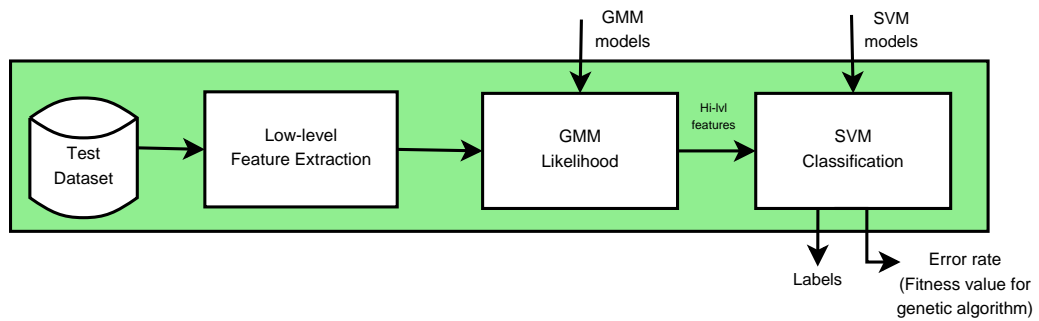 GMM
models
SVM
models
Test
Dataset
Low-level
Feature Extraction
GMM
Likelihood
Hi-lvl
features
SVM
Classification
Labels
Error rate
(Fitness value for
genetic algorithm)